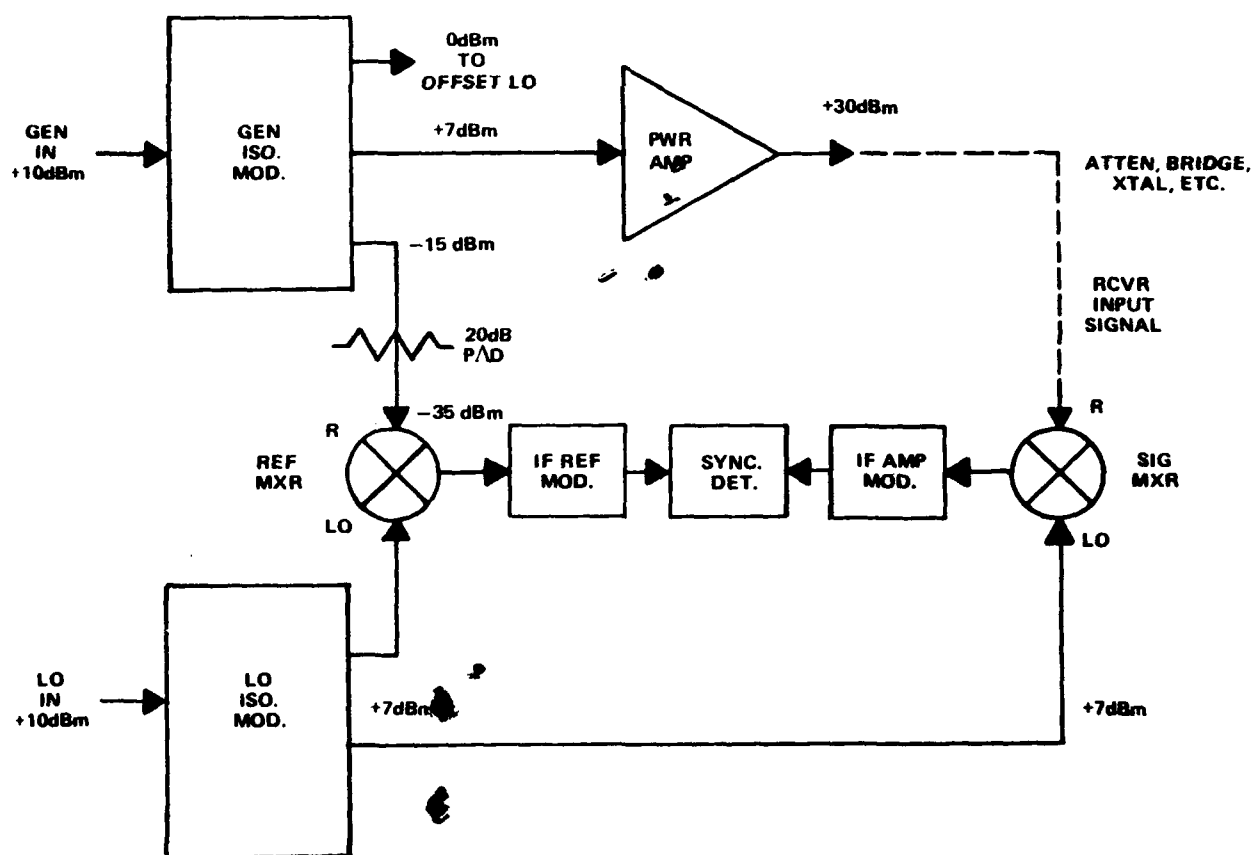 0dBm
TO
OFFSET LO
GEN
IN
+10dBm
GEN
ISO.
MOD.
+7dBm
PWR
AMP
+30dBm
ATTEN, BRIDGE,
XTAL, ETC.
−15 dBm
RCVR
INPUT
SIGNAL
20dB
PAD
−35 dBm
R
REF
MXR
LO
IF REF
MOD.
SYNC.
DET.
IF AMP
MOD.
R
SIG
MXR
LO
LO
IN
+10dBm
LO
ISO.
MOD.
+7dBm
+7dBm